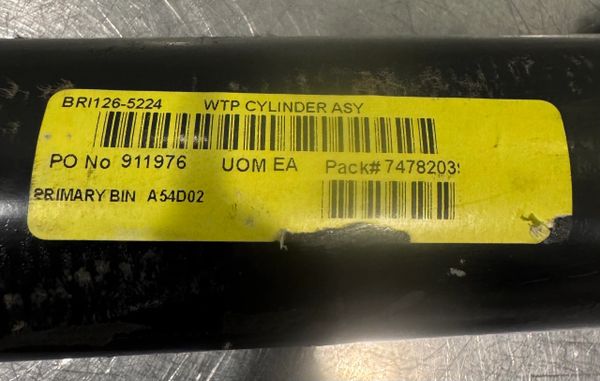 BRI126-5224 WTP CYLINDER ASY
PO No 911976 UOM EA Pack# 7478203
PRIMARY BIN A54D02